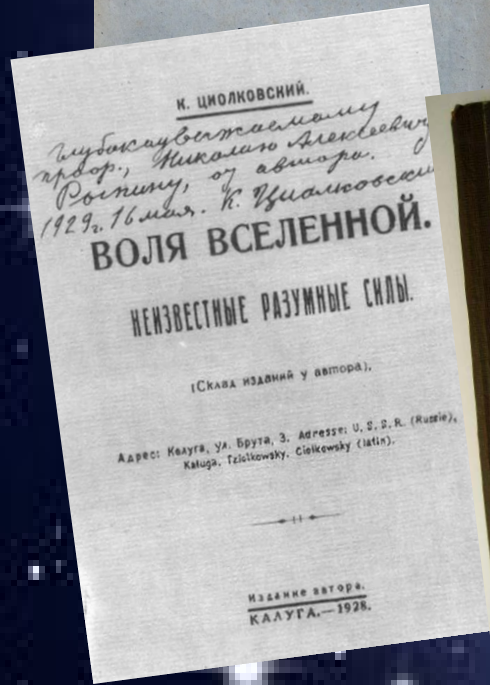 К. ЦИОЛКОВСКИЙ.
Глубокоуважаемому
проф., Николаю Алексеевичу
Рынину, от автора.
1929г. 16 мая. К. Циолковский
ВОЛЯ ВСЕЛЕННОЙ.
НЕИЗВЕСТНЫЕ РАЗУМНЫЕ СИЛЫ.
(Склад изданий у автора).
Адрес: Калуга, ул. Брута, 3. Adresse: U. S. S. R. (Russie),
Kaluga, Tziolkowsky. Ciolkowsky (latin).
Издание автора.
КАЛУГА.—1928.